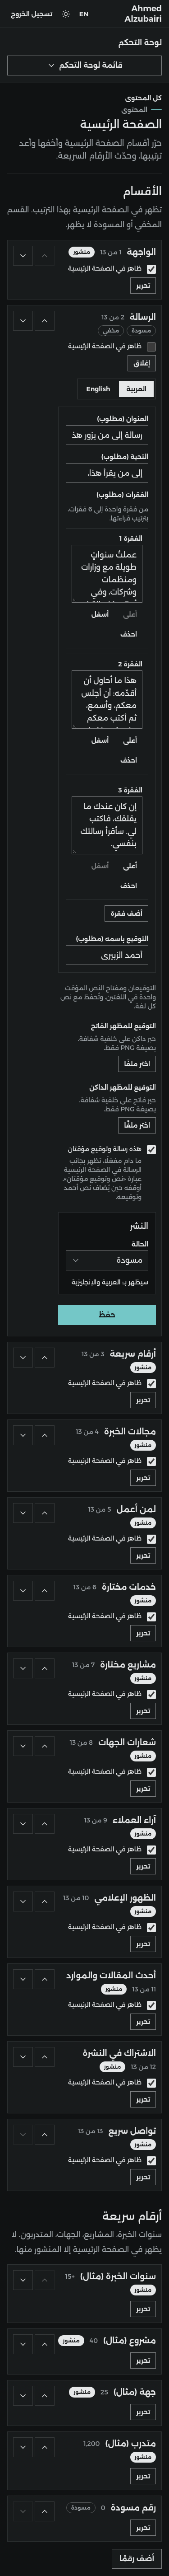 Ahmed
Alzubairi
EN
تسجيل الخروج
لوحة التحكم
قائمة لوحة التحكم
كل المحتوى
المحتوى
الصفحة الرئيسية
حرّر أقسام الصفحة الرئيسية وأخفها وأعد
ترتيبها، وحدّث الأرقام السريعة.
الأقسام
تظهر في الصفحة الرئيسية بهذا الترتيب. القسم
المخفي أو المسودة لا يظهر.
الواجهة 1 من 13 منشور
ظاهر في الصفحة الرئيسية
تحرير
الرسالة 2 من 13
مسودة مخفي
ظاهر في الصفحة الرئيسية
إغلاق
العربية English
العنوان (مطلوب)
رسالة إلى من يزور هذ
التحية (مطلوب)
إلى من يقرأ هذا،
الفقرات (مطلوب)
من فقرة واحدة إلى 6 فقرات،
بترتيب قراءتها.
الفقرة 1
عملتُ سنواتٍ
طويلة مع وزارات
ومنظمات
وشركات، وفي
أعلى أسفل
احذف
الفقرة 2
هذا ما أحاول أن
أقدّمه: أن أجلس
معكم، وأسمع،
ثم أكتب معكم
أعلى أسفل
احذف
الفقرة 3
إن كان عندك ما
يقلقك، فاكتب
لي. سأقرأ رسالتك
بنفسي.
أعلى أسفل
احذف
أضف فقرة
التوقيع باسمه (مطلوب)
أحمد الزبيري
التوقيعان ومفتاح النص المؤقت
واحدة في اللغتين، وتُحفظ مع نص
كل لغة.
التوقيع للمظهر الفاتح
حبر داكن على خلفية شفافة،
بصيغة PNG فقط.
اختر ملفًا
التوقيع للمظهر الداكن
حبر فاتح على خلفية شفافة،
بصيغة PNG فقط.
اختر ملفًا
هذه رسالة وتوقيع مؤقتان
ما دام مفعلًا، تظهر بجانب
الرسالة في الصفحة الرئيسية
عبارة «نص وتوقيع مؤقتان».
أوقفه حين يُضاف نص أحمد
وتوقيعه.
النشر
الحالة
مسودة
سيظهر بـ: العربية والإنجليزية
حفظ
أرقام سريعة 3 من 13
منشور
ظاهر في الصفحة الرئيسية
تحرير
مجالات الخبرة 4 من 13
منشور
ظاهر في الصفحة الرئيسية
تحرير
لمن أعمل 5 من 13
منشور
ظاهر في الصفحة الرئيسية
تحرير
خدمات مختارة 6 من 13
منشور
ظاهر في الصفحة الرئيسية
تحرير
مشاريع مختارة 7 من 13
منشور
ظاهر في الصفحة الرئيسية
تحرير
شعارات الجهات 8 من 13
منشور
ظاهر في الصفحة الرئيسية
تحرير
آراء العملاء 9 من 13
منشور
ظاهر في الصفحة الرئيسية
تحرير
الظهور الإعلامي 10 من 13
منشور
ظاهر في الصفحة الرئيسية
تحرير
أحدث المقالات والموارد
11 من 13 منشور
ظاهر في الصفحة الرئيسية
تحرير
الاشتراك في النشرة
12 من 13 منشور
ظاهر في الصفحة الرئيسية
تحرير
تواصل سريع 13 من 13
منشور
ظاهر في الصفحة الرئيسية
تحرير
أرقام سريعة
سنوات الخبرة، المشاريع، الجهات، المتدربون. لا
يظهر في الصفحة الرئيسية إلا المنشور منها.
سنوات الخبرة (مثال) +15
منشور
تحرير
مشروع (مثال) 40 منشور
تحرير
جهة (مثال) 25 منشور
تحرير
متدرب (مثال) 1,200
منشور
تحرير
رقم مسودة 0 مسودة
تحرير
أضف رقمًا